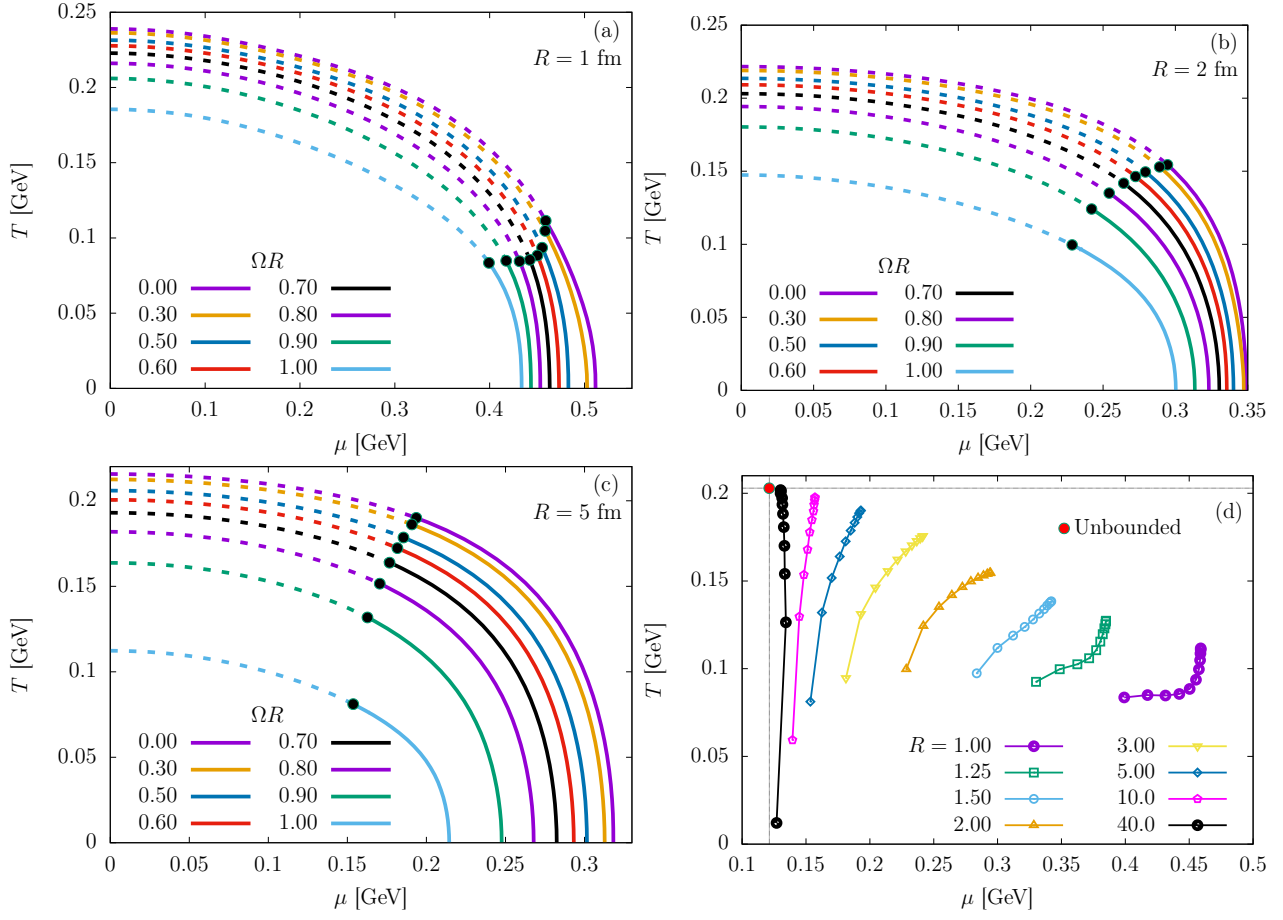 (a)
R = 1 fm
T [GeV]
0.25
0.2
0.15
0.1
0.05
0
ΩR
0.00 0.70
0.30 0.80
0.50 0.90
0.60 1.00
0 0.1 0.2 0.3 0.4 0.5
μ [GeV]
(b)
R = 2 fm
T [GeV]
0.25
0.2
0.15
0.1
0.05
0
ΩR
0.00 0.70
0.30 0.80
0.50 0.90
0.60 1.00
0 0.05 0.1 0.15 0.2 0.25 0.3 0.35
μ [GeV]
(c)
R = 5 fm
T [GeV]
0.2
0.15
0.1
0.05
0
ΩR
0.00 0.70
0.30 0.80
0.50 0.90
0.60 1.00
0 0.05 0.1 0.15 0.2 0.25 0.3
μ [GeV]
(d)
Unbounded
T [GeV]
0.2
0.15
0.1
0.05
0
R = 1.00 3.00
1.25 5.00
1.50 10.0
2.00 40.0
0.1 0.15 0.2 0.25 0.3 0.35 0.4 0.45 0.5
μ [GeV]